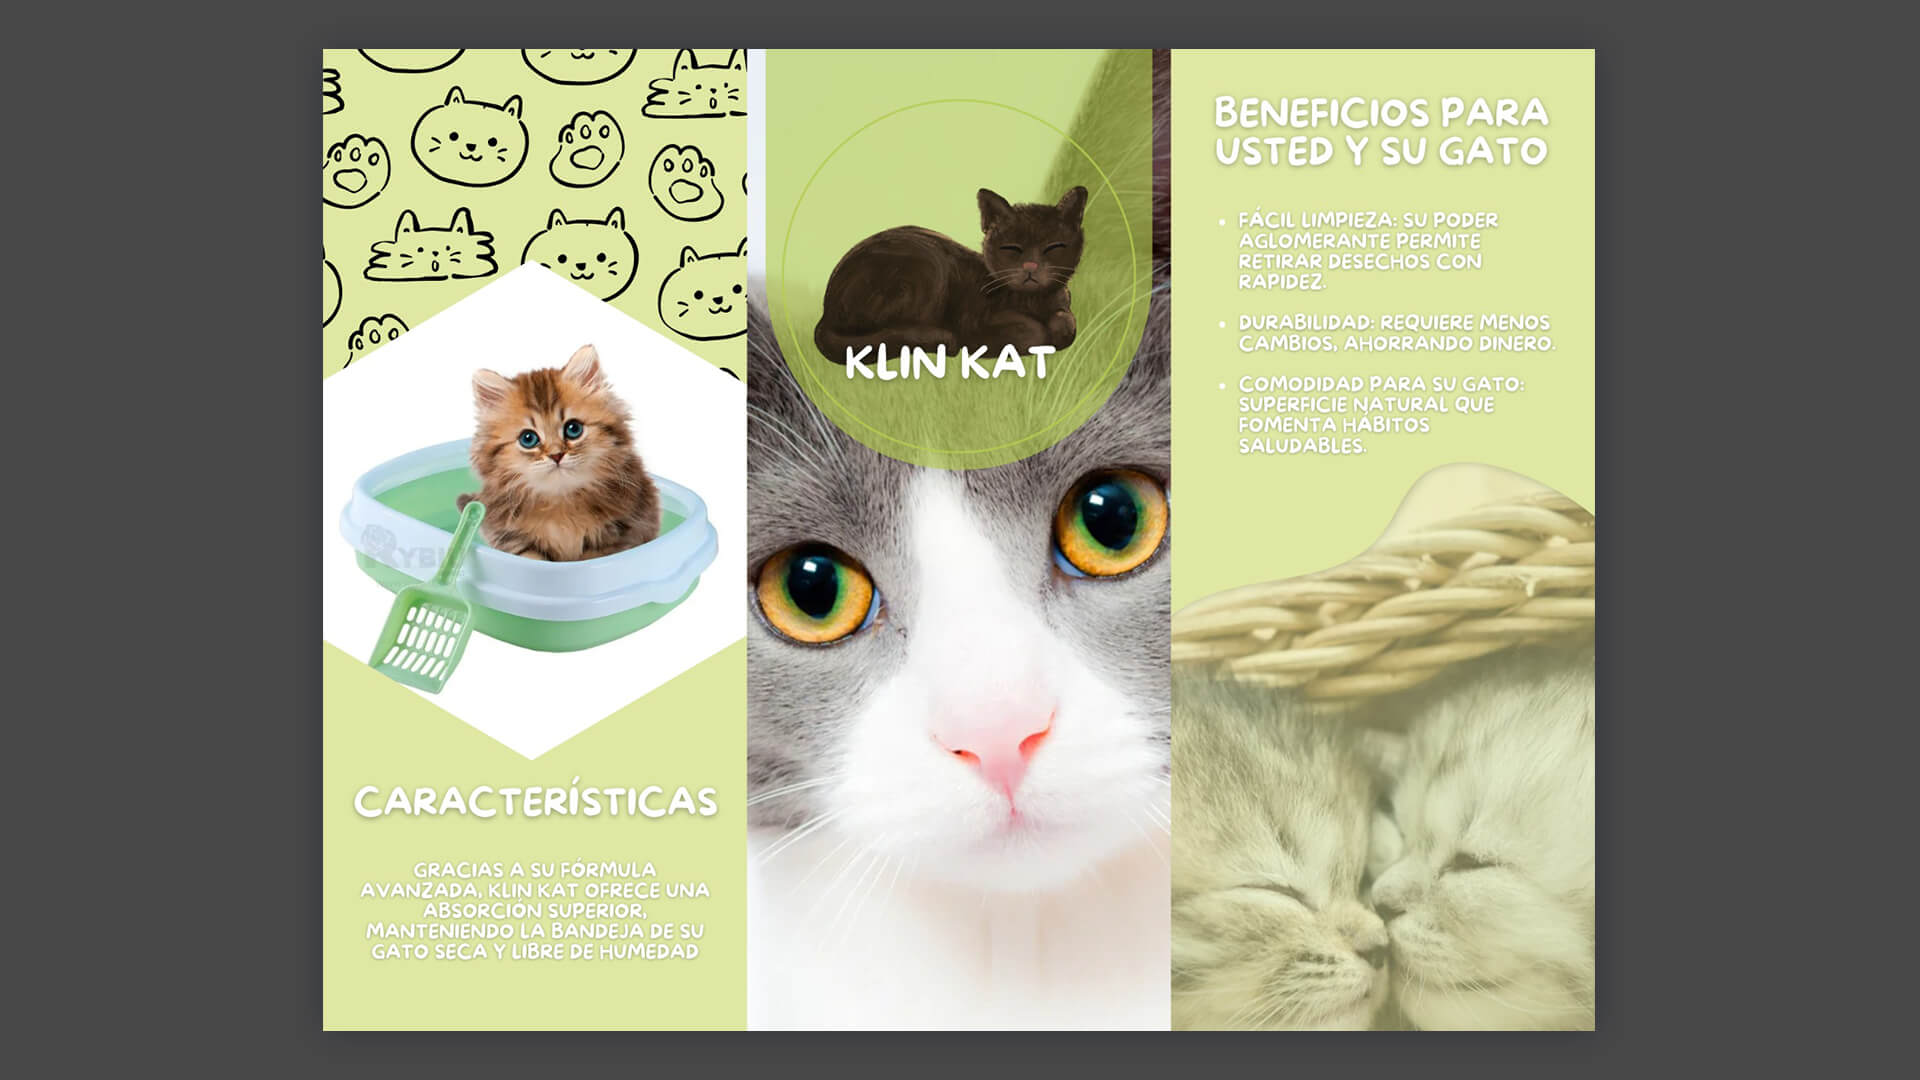 CARACTERÍSTICAS
GRACIAS A SU FÓRMULA
AVANZADA, KLIN KAT OFRECE UNA
ABSORCIÓN SUPERIOR,
MANTENIENDO LA BANDEJA DE SU
GATO SECA Y LIBRE DE HUMEDAD
KLIN KAT
BENEFICIOS PARA
USTED Y SU GATO
• FÁCIL LIMPIEZA: SU PODER
AGLOMERANTE PERMITE
RETIRAR DESECHOS CON
RAPIDEZ.
• DURABILIDAD: REQUIERE MENOS
CAMBIOS, AHORRANDO DINERO.
• COMODIDAD PARA SU GATO:
SUPERFICIE NATURAL QUE
FOMENTA HÁBITOS
SALUDABLES.